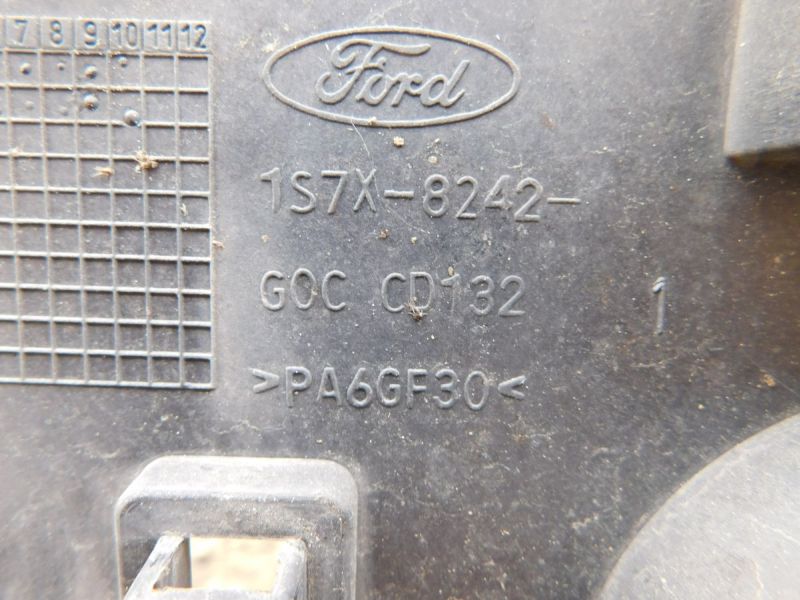 7 8 9 10 11 12
Ford
1S7X-8242-
GOC CD132
1
>PA6GF30<